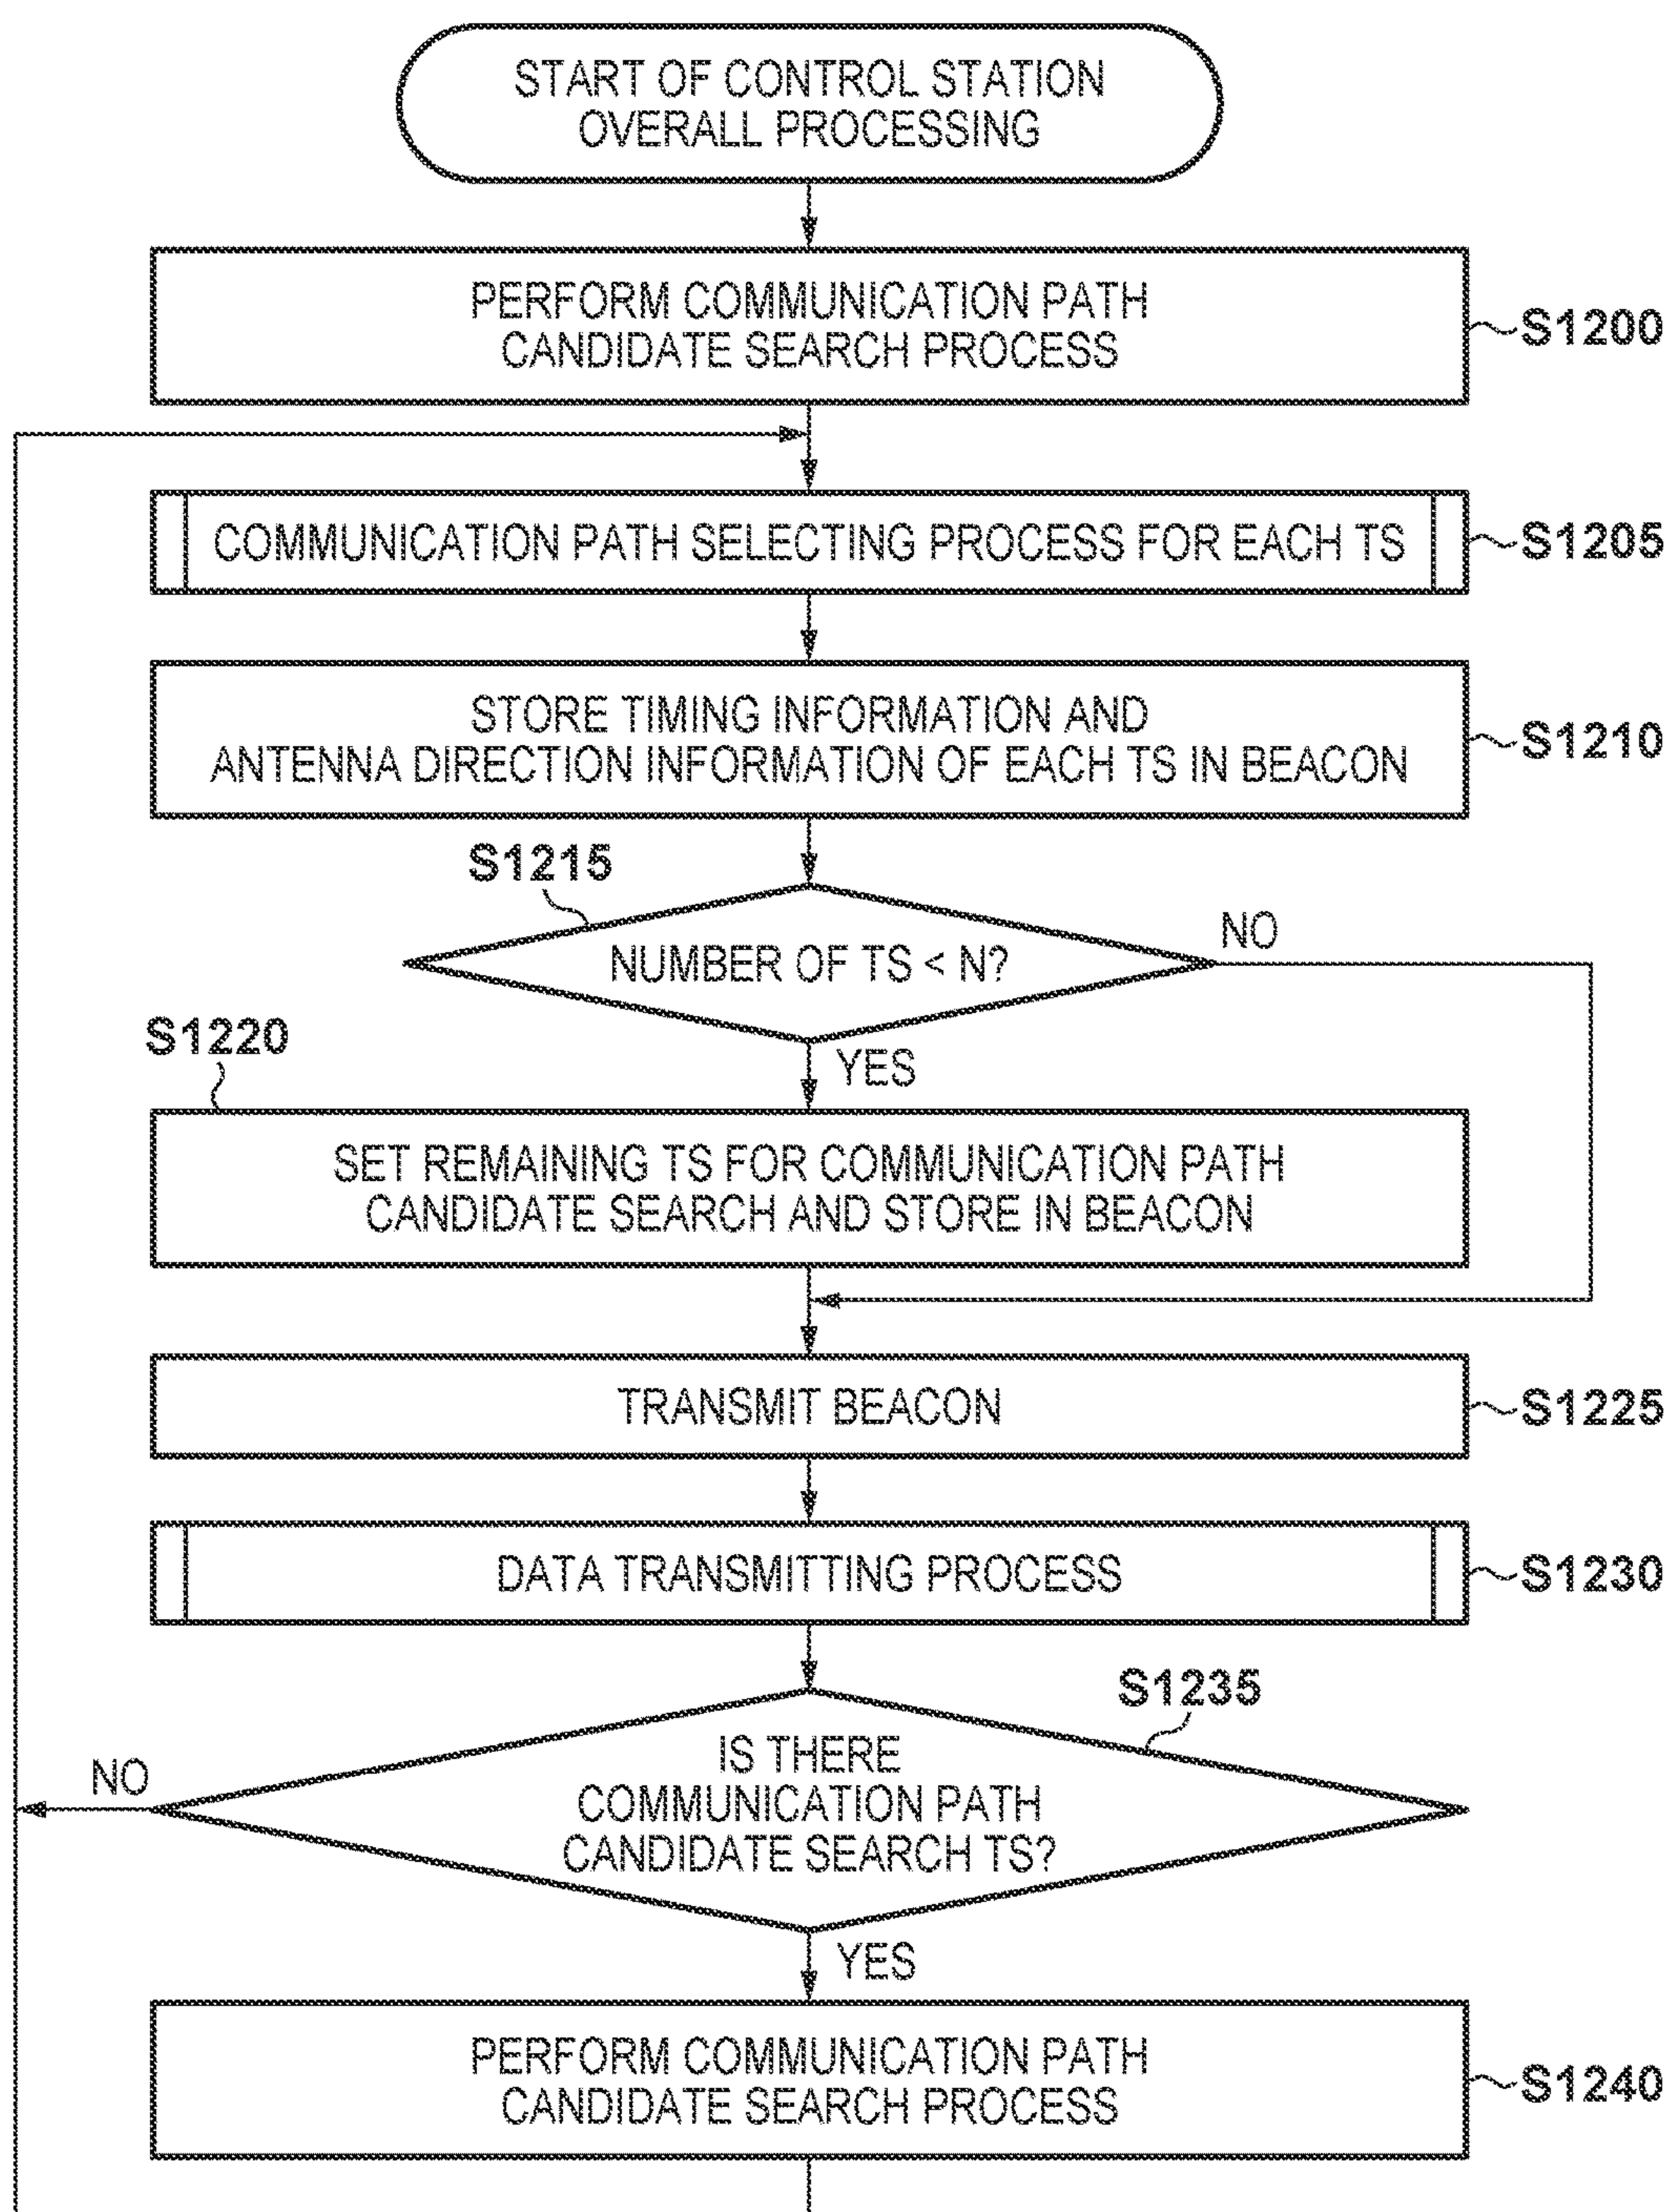 START OF CONTROL STATION
OVERALL PROCESSING
PERFORM COMMUNICATION PATH
CANDIDATE SEARCH PROCESS
S1200
COMMUNICATION PATH SELECTING PROCESS FOR EACH TS
S1205
STORE TIMING INFORMATION AND
ANTENNA DIRECTION INFORMATION OF EACH TS IN BEACON
S1210
S1215
NUMBER OF TS < N?
NO
YES
S1220
SET REMAINING TS FOR COMMUNICATION PATH
CANDIDATE SEARCH AND STORE IN BEACON
TRANSMIT BEACON
S1225
DATA TRANSMITTING PROCESS
S1230
S1235
IS THERE
COMMUNICATION PATH
CANDIDATE SEARCH TS?
NO
YES
PERFORM COMMUNICATION PATH
CANDIDATE SEARCH PROCESS
S1240